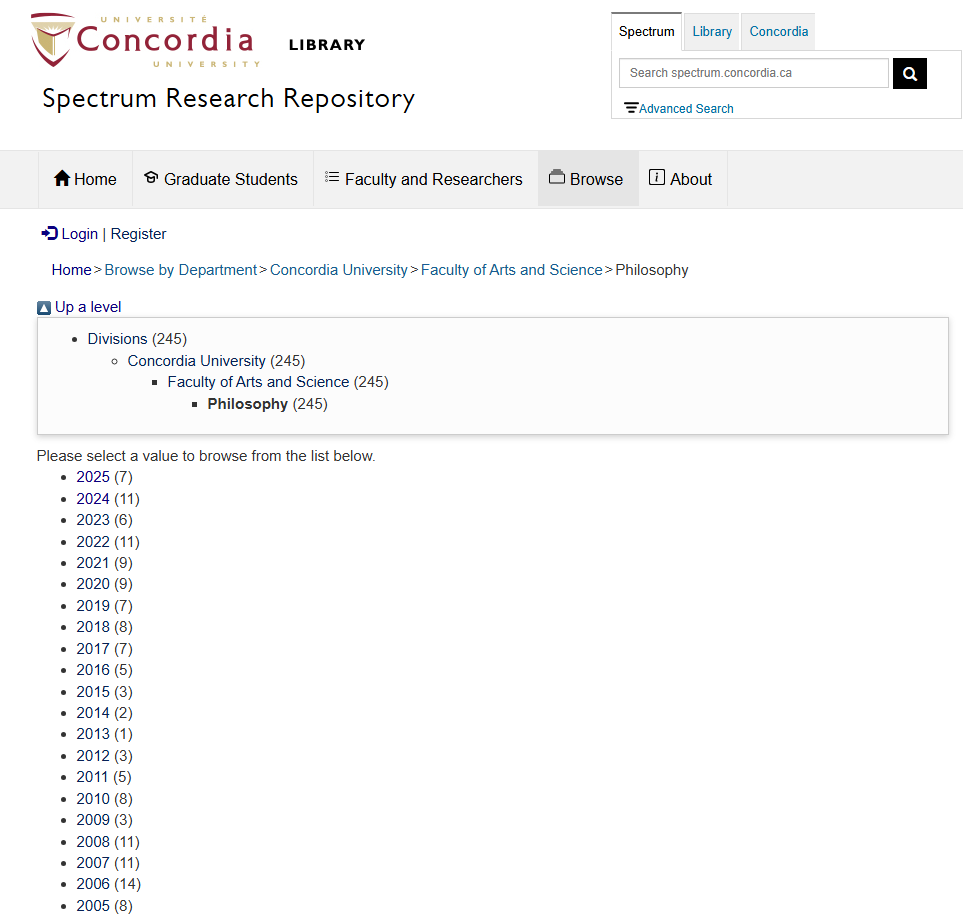 UNIVERSITÉ
Concordia
UNIVERSITY
LIBRARY
Spectrum Research Repository
Spectrum Library Concordia
Search spectrum.concordia.ca
Advanced Search
Home Graduate Students Faculty and Researchers Browse About
Login | Register
Home > Browse by Department > Concordia University > Faculty of Arts and Science > Philosophy
Up a level
Divisions (245)
Concordia University (245)
Faculty of Arts and Science (245)
Philosophy (245)
Please select a value to browse from the list below.
2025 (7)
2024 (11)
2023 (6)
2022 (11)
2021 (9)
2020 (9)
2019 (7)
2018 (8)
2017 (7)
2016 (5)
2015 (3)
2014 (2)
2013 (1)
2012 (3)
2011 (5)
2010 (8)
2009 (3)
2008 (11)
2007 (11)
2006 (14)
2005 (8)